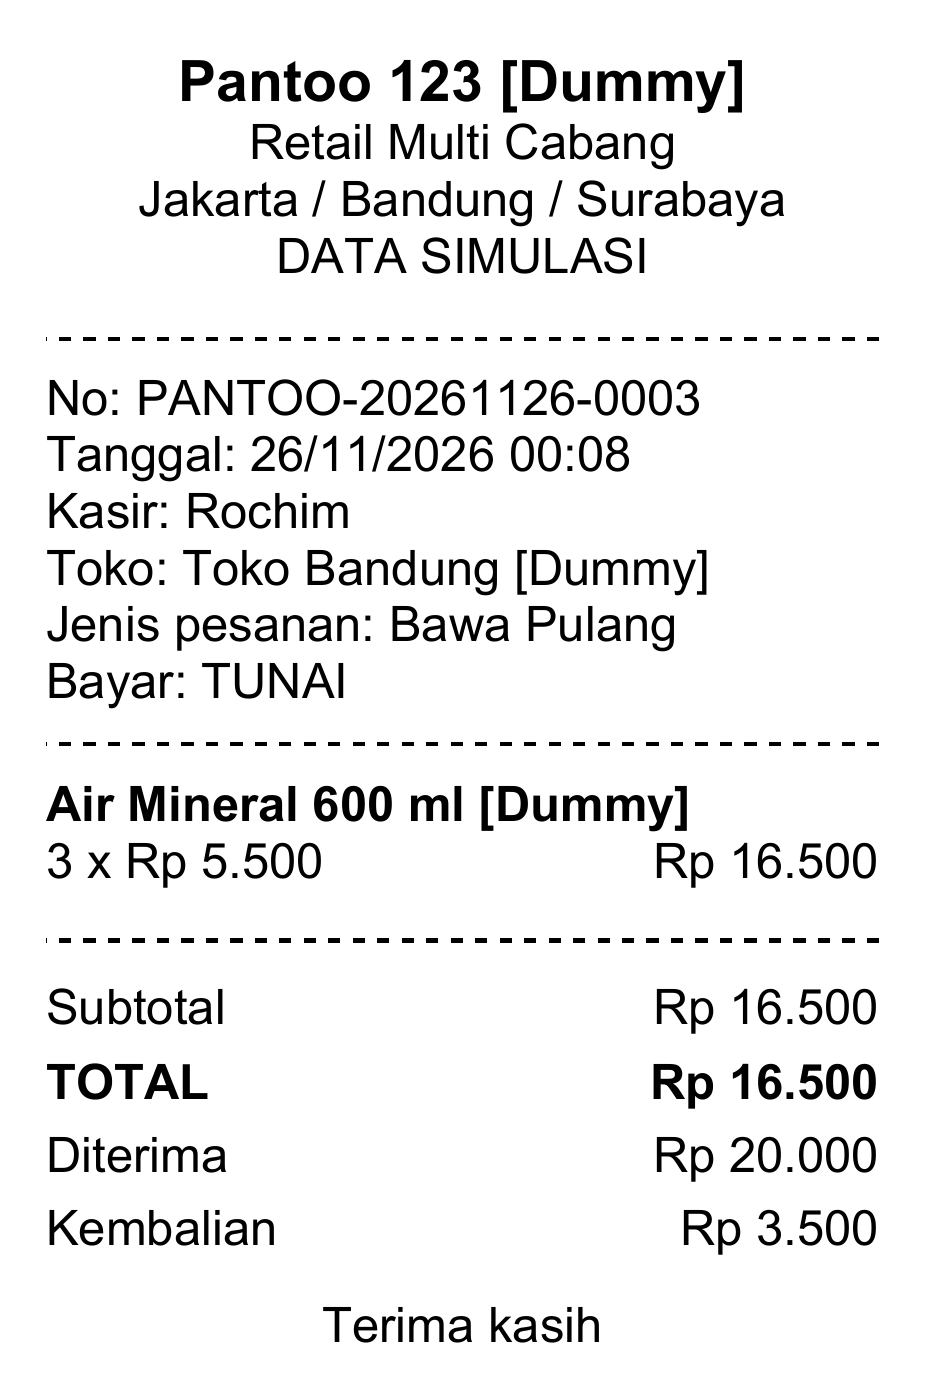 Pantoo 123 [Dummy]
Retail Multi Cabang
Jakarta / Bandung / Surabaya
DATA SIMULASI
No: PANTOO-20261126-0003
Tanggal: 26/11/2026 00:08
Kasir: Rochim
Toko: Toko Bandung [Dummy]
Jenis pesanan: Bawa Pulang
Bayar: TUNAI
Air Mineral 600 ml [Dummy]
3 x Rp 5.500 Rp 16.500
Subtotal Rp 16.500
TOTAL Rp 16.500
Diterima Rp 20.000
Kembalian Rp 3.500
Terima kasih